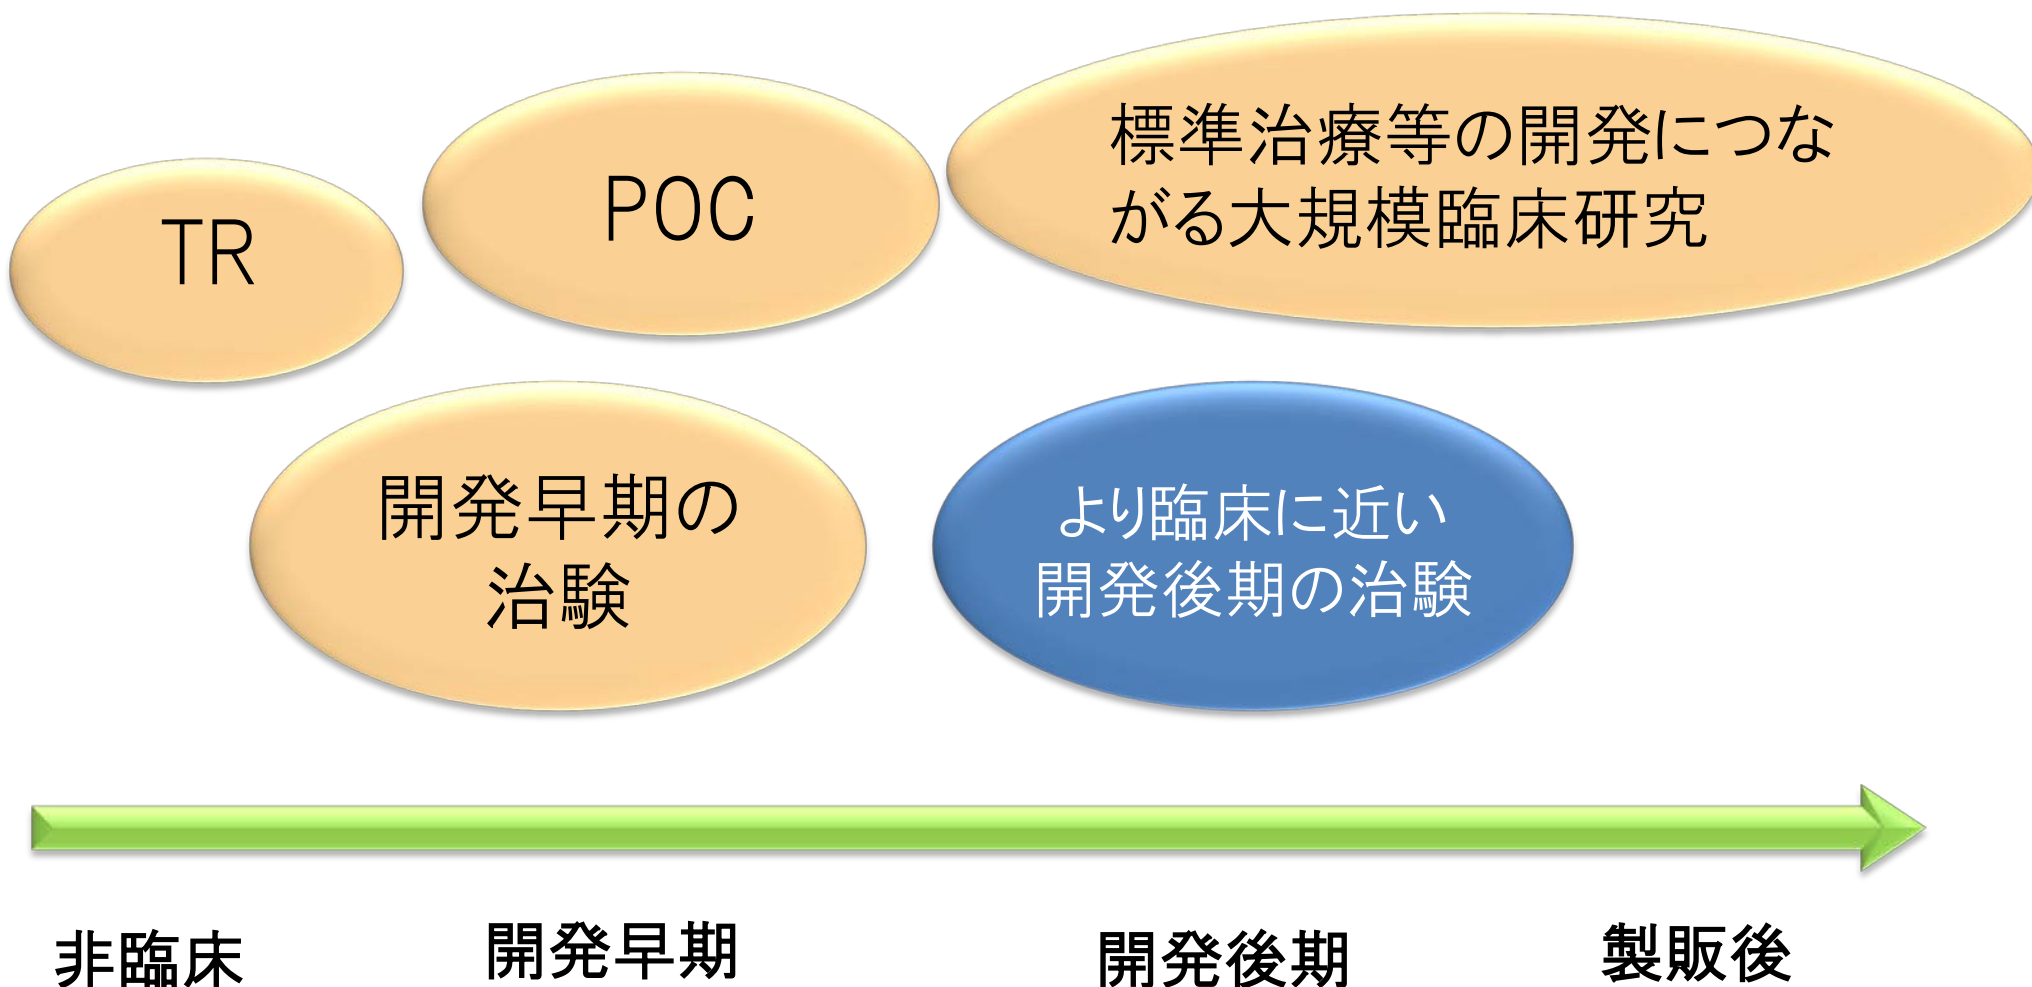 TR
POC
標準治療等の開発につな
がる大規模臨床研究
開発早期の
治験
より臨床に近い
開発後期の治験
非臨床
開発早期
開発後期
製販後